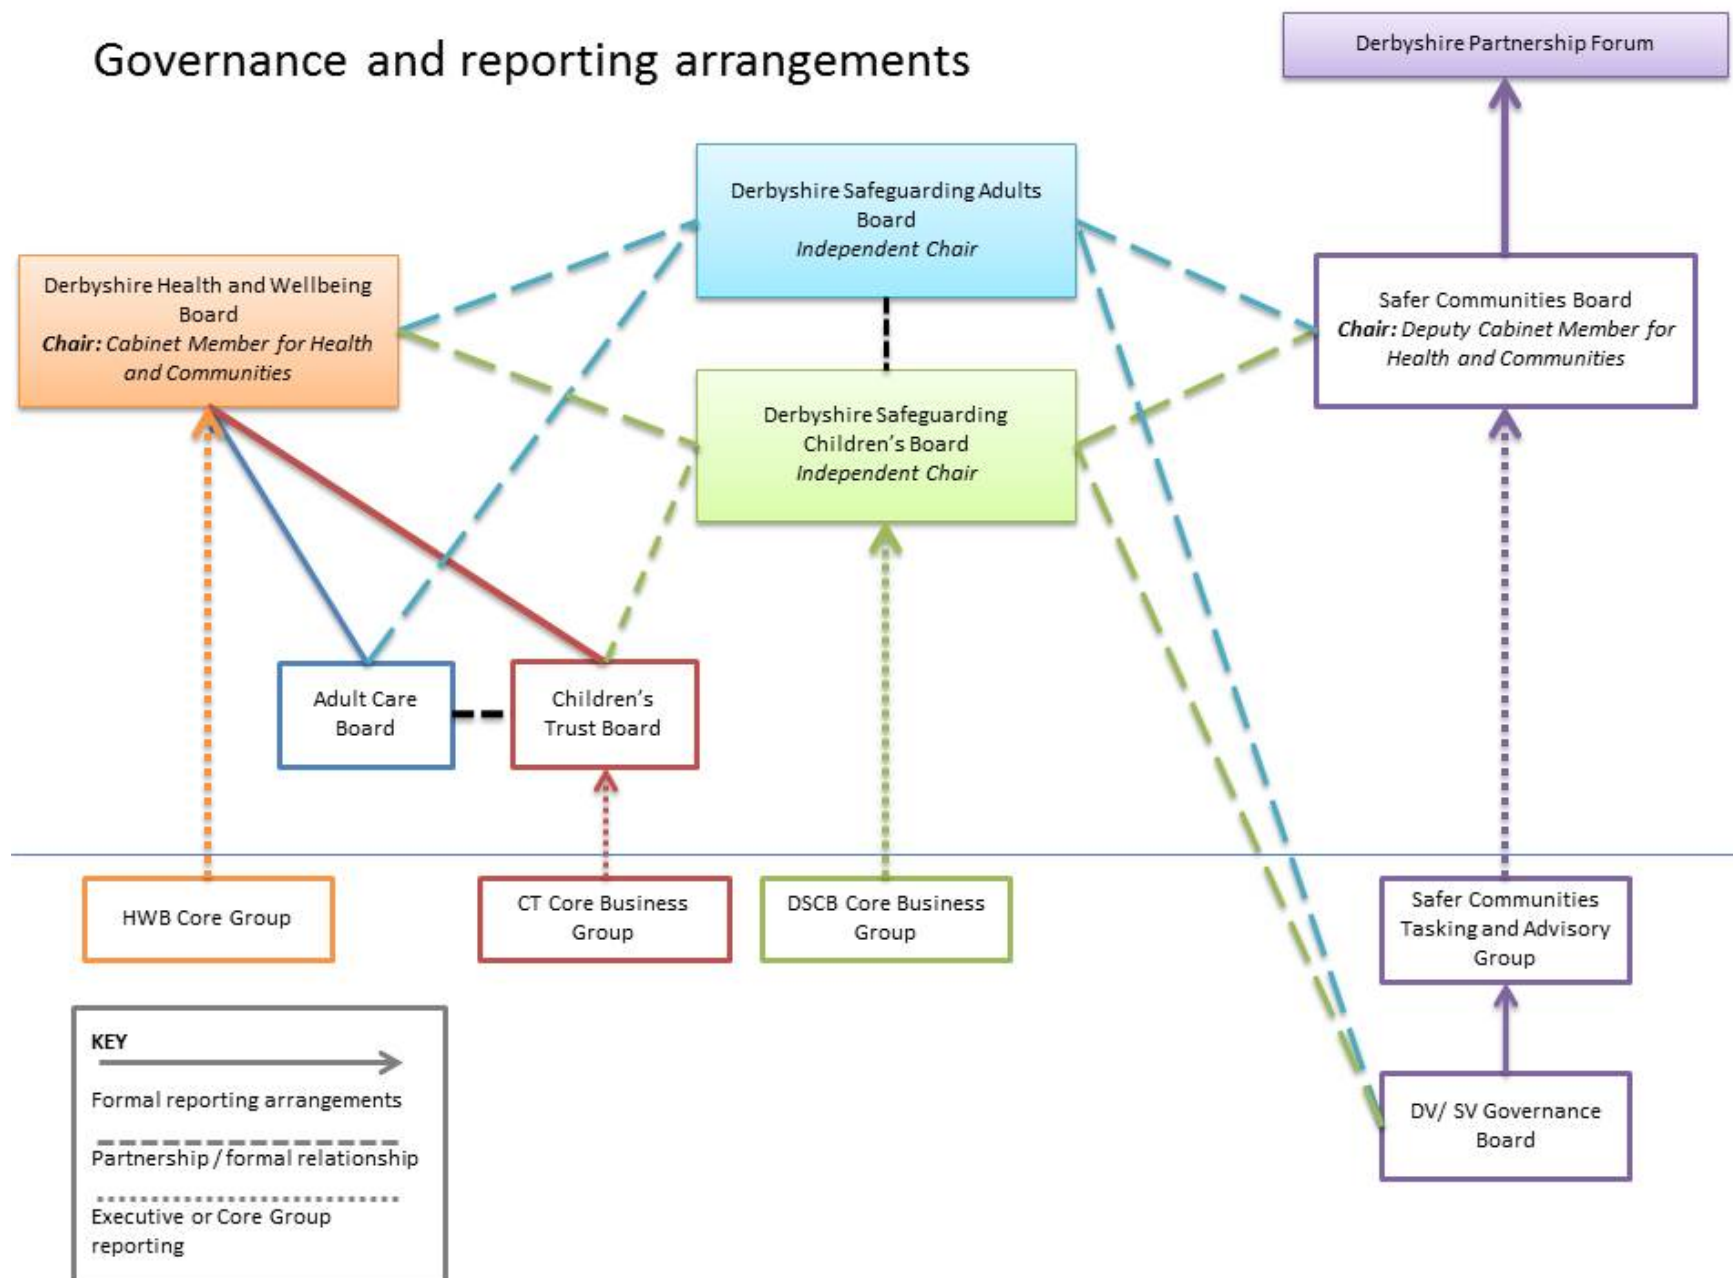 Governance and reporting arrangements
Derbyshire Partnership Forum
Derbyshire Safeguarding Adults
Board
Independent Chair
Derbyshire Health and Wellbeing
Board
Chair: Cabinet Member for Health
and Communities
Safer Communities Board
Chair: Deputy Cabinet Member for
Health and Communities
Derbyshire Safeguarding
Children’s Board
Independent Chair
Adult Care
Board
Children’s
Trust Board
HWB Core Group
CT Core Business
Group
DSCB Core Business
Group
Safer Communities
Tasking and Advisory
Group
DV/ SV Governance
Board
KEY
Formal reporting arrangements
Partnership / formal relationship
Executive or Core Group
reporting